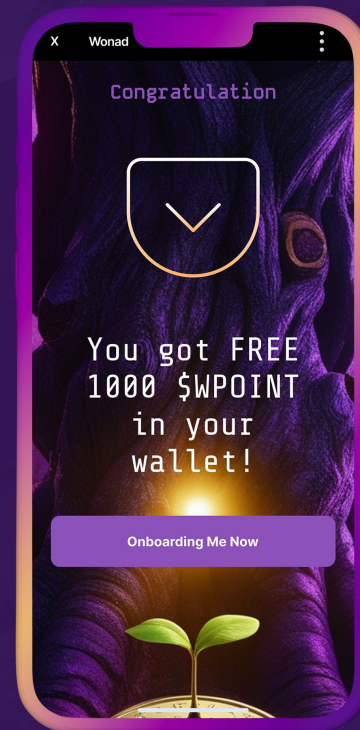 X Wonad
Congratulation
You got FREE
1000 $WPOINT
in your
wallet!
Onboarding Me Now